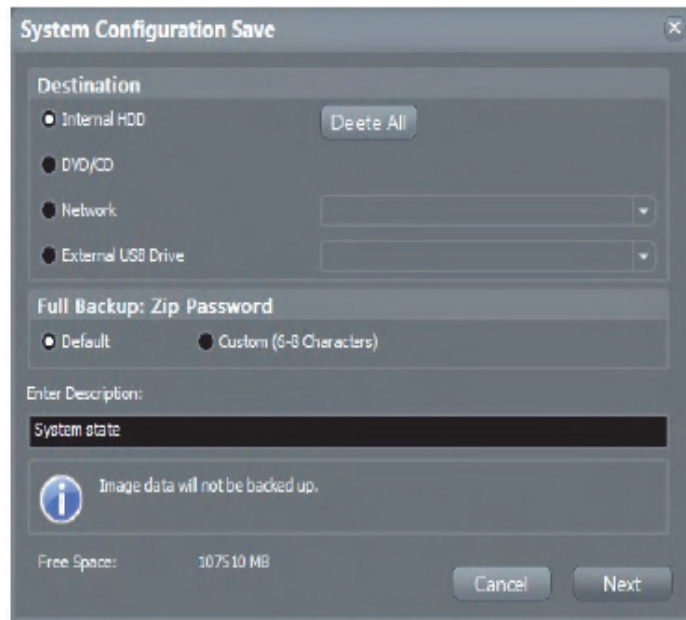 System Configuration Save
Destination
Internal HDD
Deete All
DVD/CD
Network
External USB Drive
Full Backup: Zip Password
Default
Custom (6-8 Characters)
Enter Description:
System state
Image data will not be backed up.
Free Space: 107510 MB
Cancel
Next